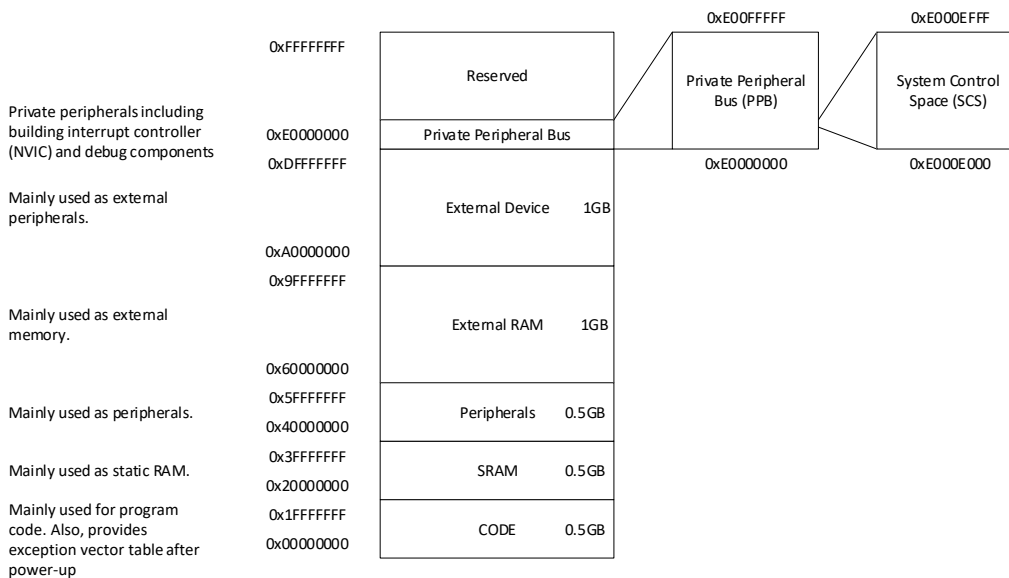 0xE00FFFFF
0xE000EFFF
0xFFFFFFFF
Reserved
Private Peripheral
Bus (PPB)
System Control
Space (SCS)
Private peripherals including
building interrupt controller
(NVIC) and debug components
0xE0000000
Private Peripheral Bus
0xDFFFFFFF
0xE0000000
0xE000E000
Mainly used as external
peripherals.
External Device 1GB
0xA0000000
0x9FFFFFFF
Mainly used as external
memory.
External RAM 1GB
0x60000000
0x5FFFFFFF
Mainly used as peripherals.
Peripherals 0.5GB
0x40000000
0x3FFFFFFF
Mainly used as static RAM.
SRAM 0.5GB
0x20000000
Mainly used for program
code. Also, provides
exception vector table after
power-up
0x1FFFFFFF
CODE 0.5GB
0x00000000